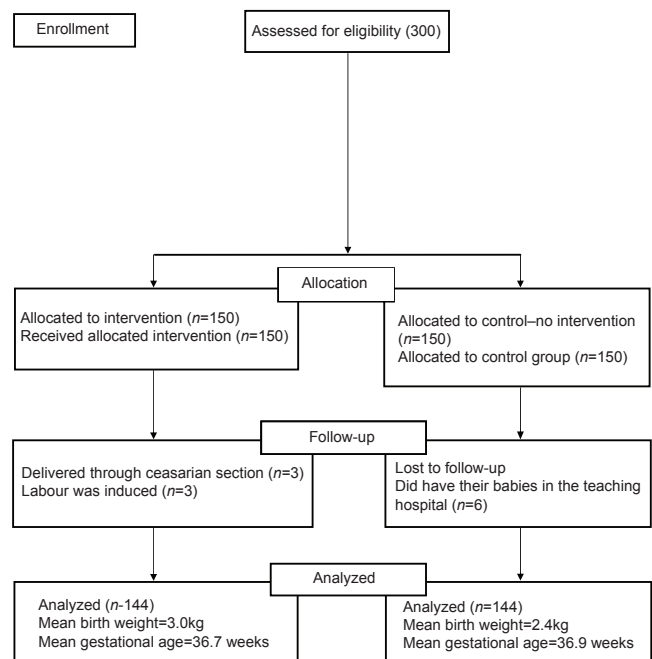 Enrollment
Assessed for eligibility (300)
Allocation
Allocated to intervention (n=150)
Received allocated intervention (n=150)
Allocated to control–no intervention
(n=150)
Allocated to control group (n=150)
Follow-up
Delivered through ceasarian section (n=3)
Labour was induced (n=3)
Lost to follow-up
Did have their babies in the teaching
hospital (n=6)
Analyzed
Analyzed (n-144)
Mean birth weight=3.0kg
Mean gestational age=36.7 weeks
Analyzed (n=144)
Mean birth weight=2.4kg
Mean gestational age=36.9 weeks